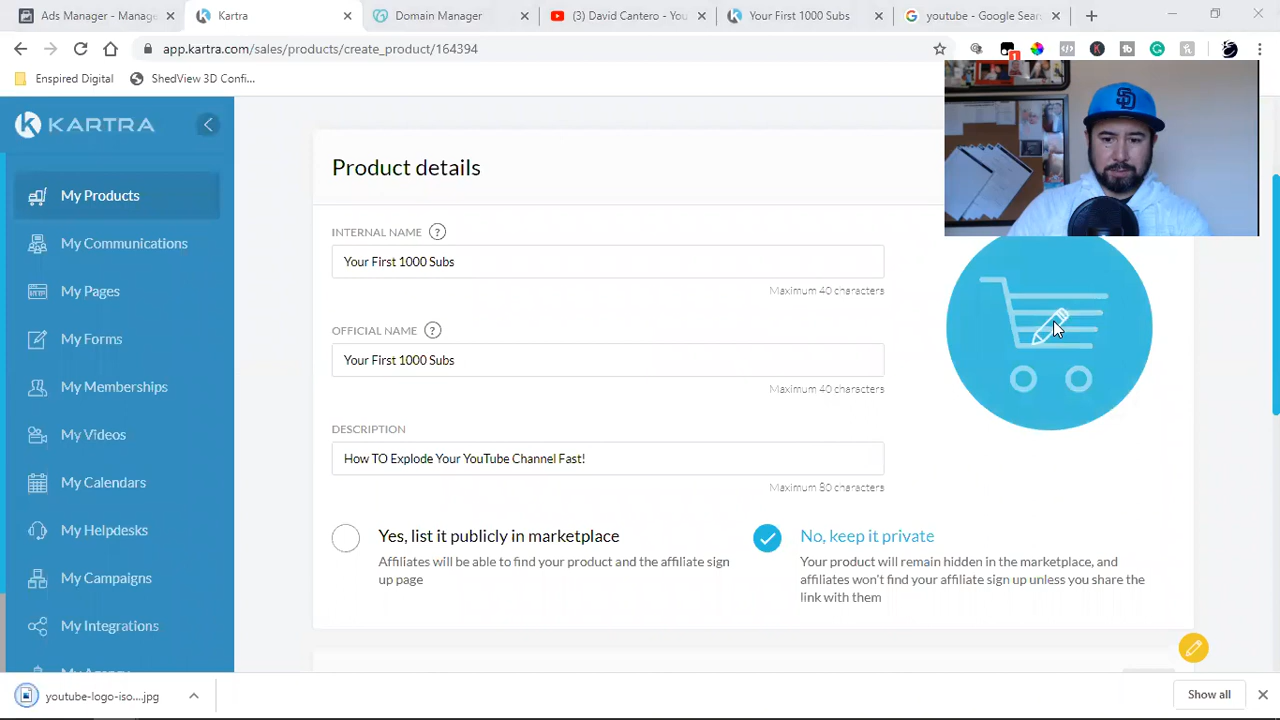 Ads Manager - Manage
Kartra
Domain Manager
(3) David Cantero - You
Your First 1000 Subs
youtube - Google Sear
app.kartra.com/sales/products/create_product/164394
1
Enspired Digital
ShedView 3D Confi...
KARTRA
My Products
My Communications
My Pages
My Forms
My Memberships
My Videos
My Calendars
My Helpdesks
My Campaigns
My Integrations
Product details
INTERNAL NAME ?
Your First 1000 Subs
Maximum 40 characters
OFFICIAL NAME ?
Your First 1000 Subs
Maximum 40 characters
DESCRIPTION
How TO Explode Your YouTube Channel Fast!
Maximum 80 characters
Yes, list it publicly in marketplace
Affiliates will be able to find your product and the affiliate sign
up page
No, keep it private
Your product will remain hidden in the marketplace, and
affiliates won't find your affiliate sign up unless you share the
link with them
youtube-logo-iso....jpg
Show all